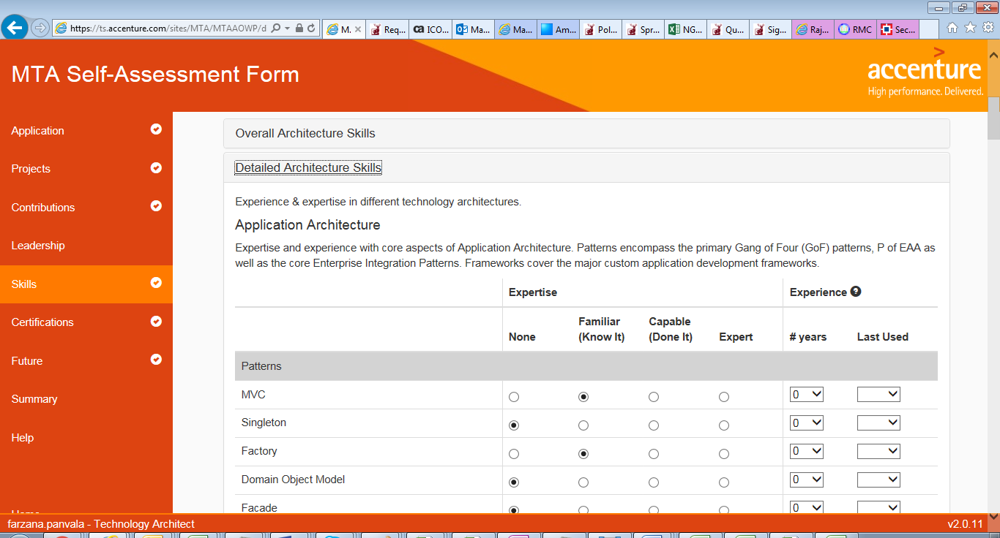 https://ts.accenture.com/sites/MTA/MTAAOWP/d
M...
Req...
ca ICO...
Ma...
Ma...
Am...
Pol...
Spr...
NG...
Qu...
Sig...
Raj...
RMC
Sec...
MTA Self-Assessment Form
>
accenture
High performance. Delivered.
Application
Projects
Contributions
Leadership
Skills
Certifications
Future
Summary
Help
Overall Architecture Skills
Detailed Architecture Skills
Experience & expertise in different technology architectures.
Application Architecture
Expertise and experience with core aspects of Application Architecture. Patterns encompass the primary Gang of Four (GoF) patterns, P of EAA as
well as the core Enterprise Integration Patterns. Frameworks cover the major custom application development frameworks.
Expertise Experience ?
None Familiar (Know It) Capable (Done It) Expert # years Last Used
Patterns
MVC 0
Singleton 0
Factory 0
Domain Object Model 0
Facade 0
farzana.panvala - Technology Architect v2.0.11